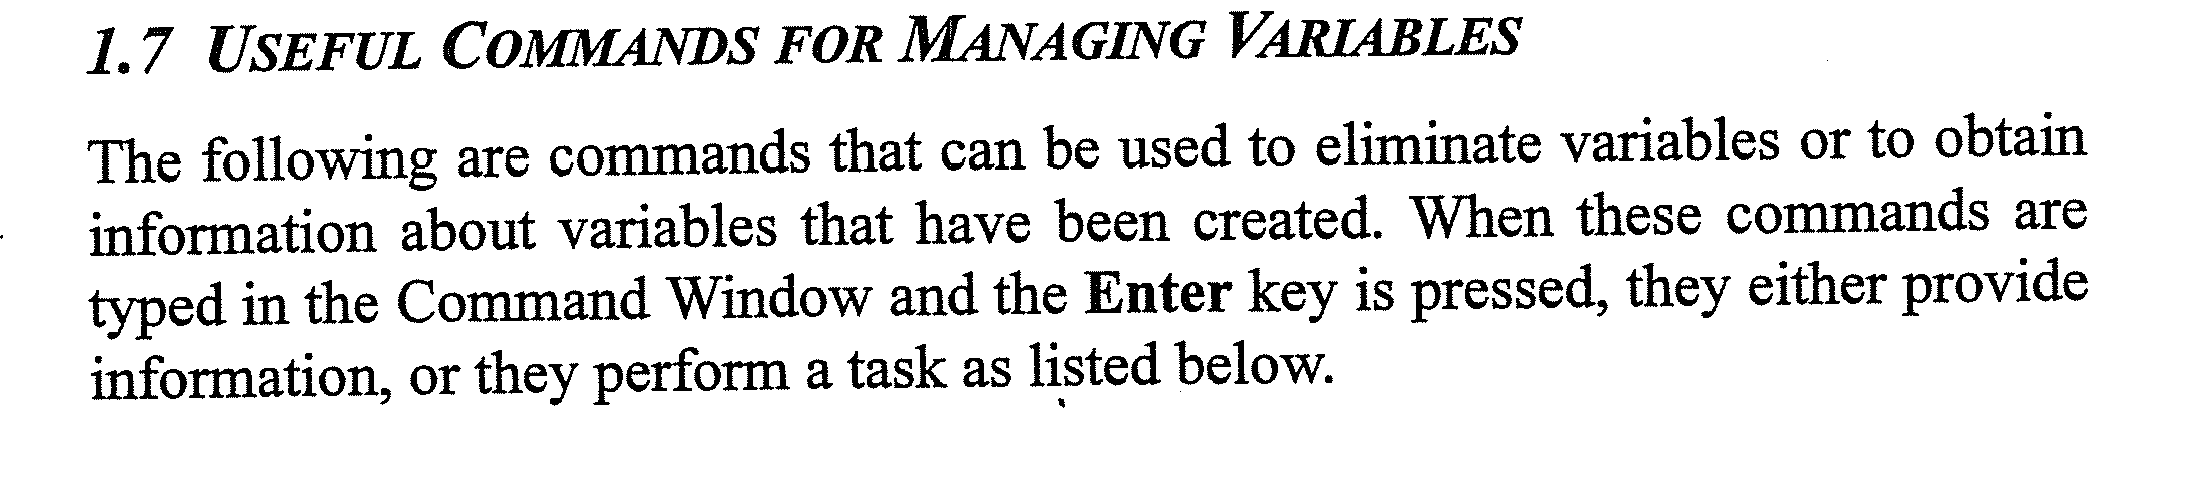 1.7 USEFUL COMMANDS FOR MANAGING VARIABLES
The following are commands that can be used to eliminate variables or to obtain
information about variables that have been created. When these commands are
typed in the Command Window and the Enter key is pressed, they either provide
information, or they perform a task as listed below.